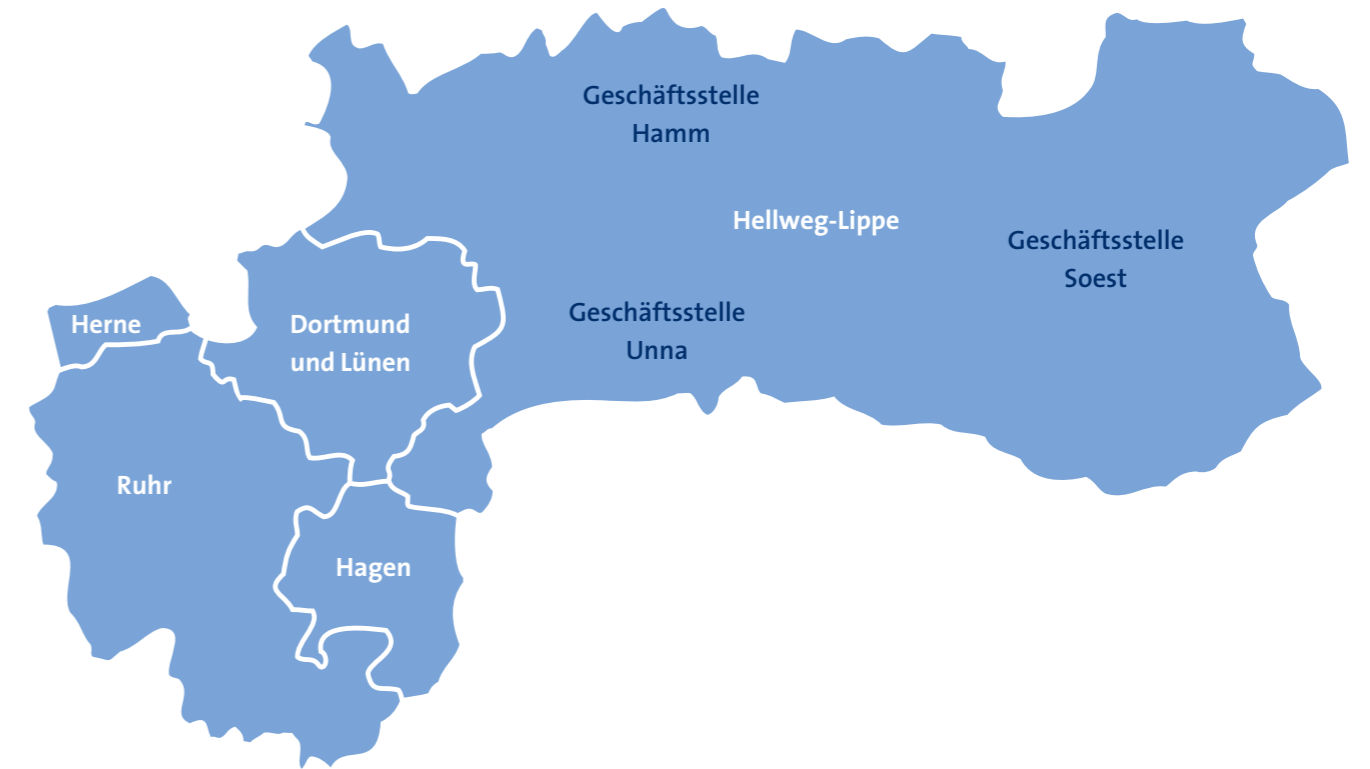 Geschäftsstelle
Hamm
Hellweg-Lippe
Geschäftsstelle
Soest
Geschäftsstelle
Unna
Herne
Dortmund
und Lünen
Ruhr
Hagen